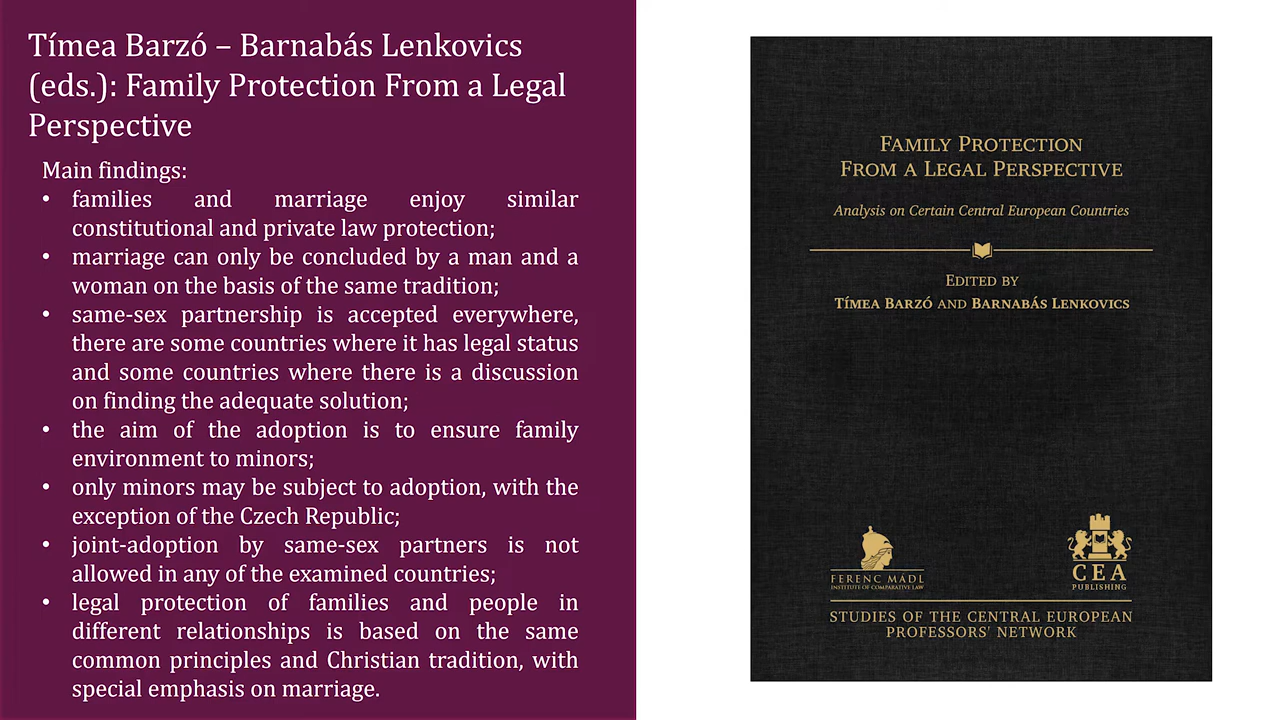 Tímea Barzó – Barnabás Lenkovics
(eds.): Family Protection From a Legal
Perspective
Main findings:
• families and marriage enjoy similar
constitutional and private law protection;
• marriage can only be concluded by a man and a
woman on the basis of the same tradition;
• same-sex partnership is accepted everywhere,
there are some countries where it has legal status
and some countries where there is a discussion
on finding the adequate solution;
• the aim of the adoption is to ensure family
environment to minors;
• only minors may be subject to adoption, with the
exception of the Czech Republic;
• joint-adoption by same-sex partners is not
allowed in any of the examined countries;
• legal protection of families and people in
different relationships is based on the same
common principles and Christian tradition, with
special emphasis on marriage.
Family Protection
From a Legal Perspective
Analysis on Certain Central European Countries
Edited by
Tímea Barzó and Barnabás Lenkovics
FERENC MÁDL
INSTITUTE OF COMPARATIVE LAW
CEA
PUBLISHING
STUDIES OF THE CENTRAL EUROPEAN
PROFESSORS' NETWORK